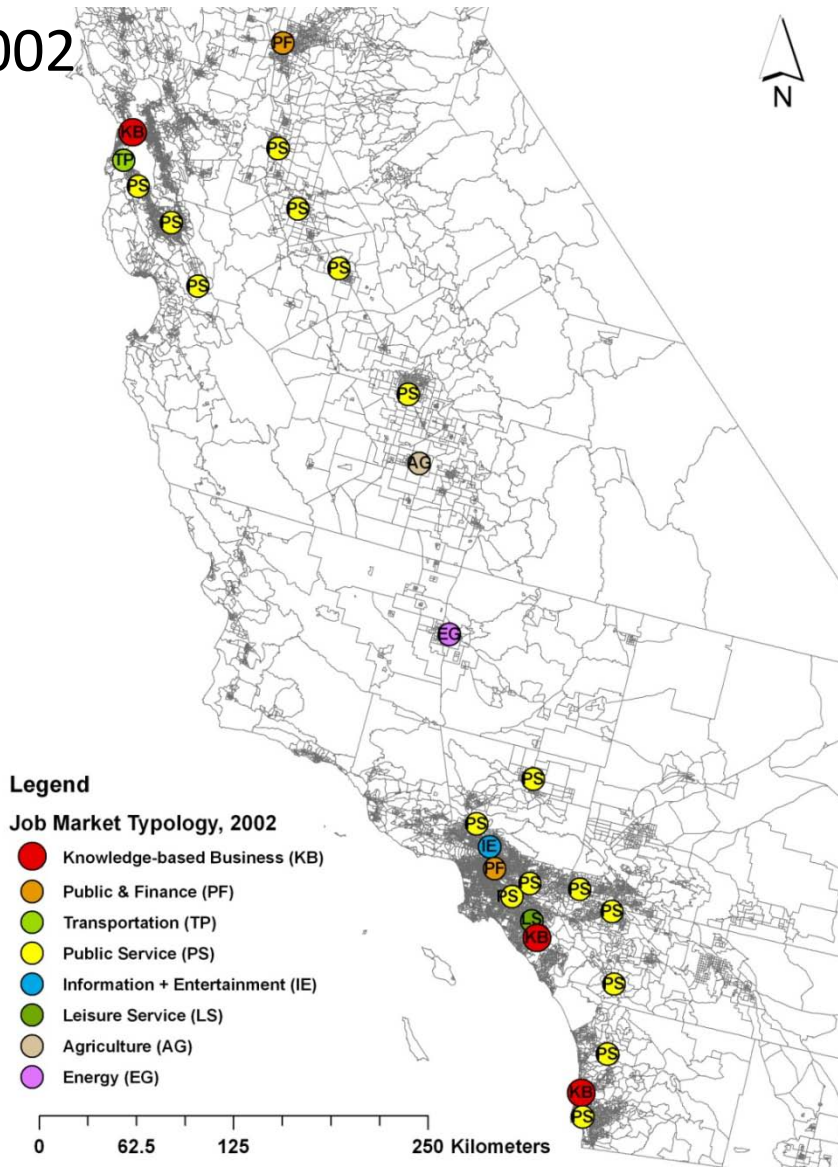 002
N
PF
KB
TP
PS
PS
PS
PS
PS
PS
PS
AG
EG
PS
PS
IE
PF
PS
PS
PS
PS
LS
KB
PS
PS
KB
PS
Legend
Job Market Typology, 2002
Knowledge-based Business (KB)
Public & Finance (PF)
Transportation (TP)
Public Service (PS)
Information + Entertainment (IE)
Leisure Service (LS)
Agriculture (AG)
Energy (EG)
0 62.5 125 250 Kilometers